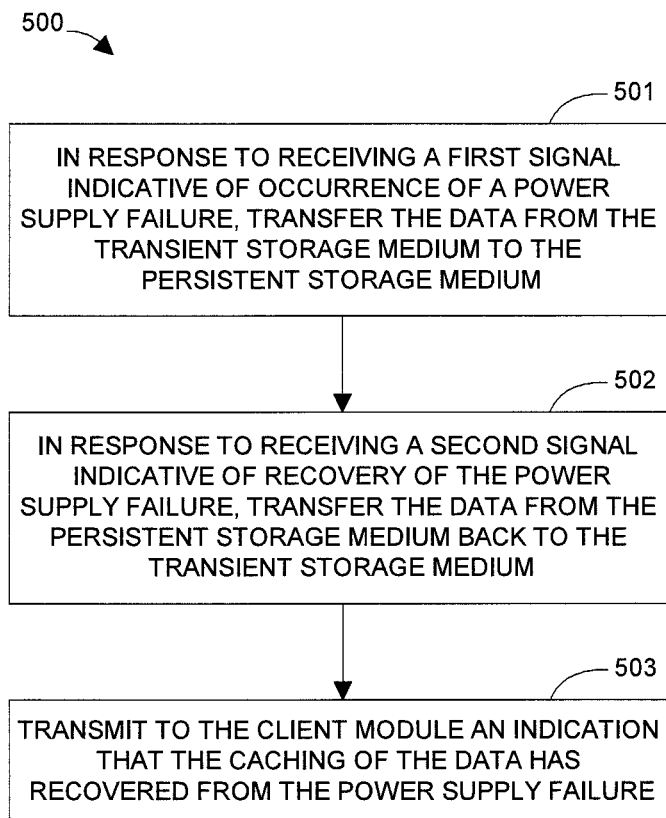 500
501
IN RESPONSE TO RECEIVING A FIRST SIGNAL
INDICATIVE OF OCCURRENCE OF A POWER
SUPPLY FAILURE, TRANSFER THE DATA FROM THE
TRANSIENT STORAGE MEDIUM TO THE
PERSISTENT STORAGE MEDIUM
502
IN RESPONSE TO RECEIVING A SECOND SIGNAL
INDICATIVE OF RECOVERY OF THE POWER
SUPPLY FAILURE, TRANSFER THE DATA FROM THE
PERSISTENT STORAGE MEDIUM BACK TO THE
TRANSIENT STORAGE MEDIUM
503
TRANSMIT TO THE CLIENT MODULE AN INDICATION
THAT THE CACHING OF THE DATA HAS
RECOVERED FROM THE POWER SUPPLY FAILURE